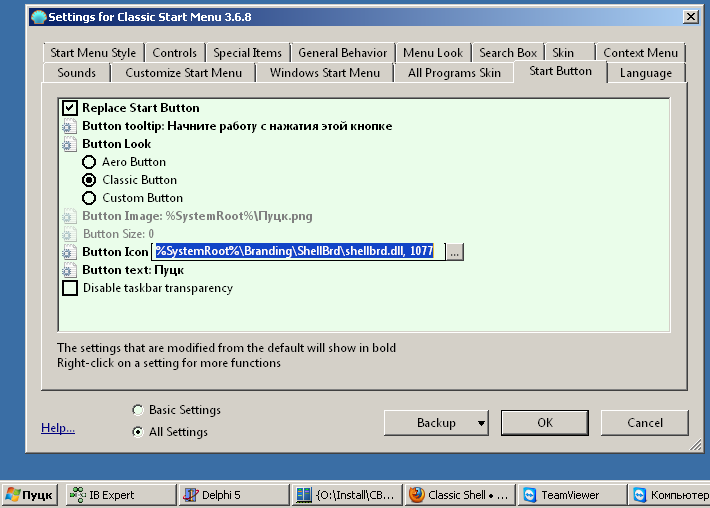 Settings for Classic Start Menu 3.6.8
Start Menu Style
Controls
Special Items
General Behavior
Menu Look
Search Box
Skin
Context Menu
Sounds
Customize Start Menu
Windows Start Menu
All Programs Skin
Start Button
Language
Replace Start Button
Button tooltip: Начните работу с нажатия этой кнопке
Button Look
Aero Button
Classic Button
Custom Button
Button Image: %SystemRoot%\Пуцк.png
Button Size: 0
Button Icon %SystemRoot%\Branding\ShellBrd\shellbrd.dll, 1077 ...
Button text: Пуцк
Disable taskbar transparency
The settings that are modified from the default will show in bold
Right-click on a setting for more functions
Basic Settings
All Settings
Help...
Backup
OK
Cancel
Пуцк
IB Expert
Delphi 5
{O:\Install\CB...
Classic Shell • ...
TeamViewer
Компьютер